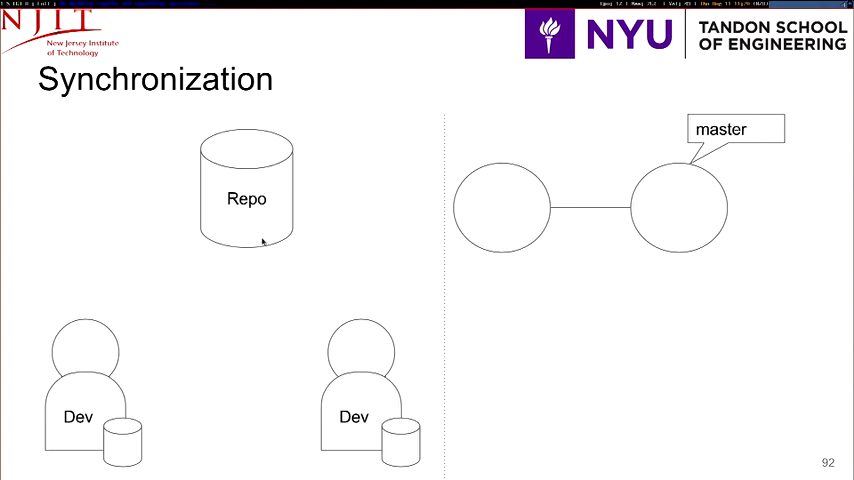 NJIT
New Jersey Institute
of Technology
NYU
TANDON SCHOOL
OF ENGINEERING
Synchronization
master
Repo
Dev
Dev
92